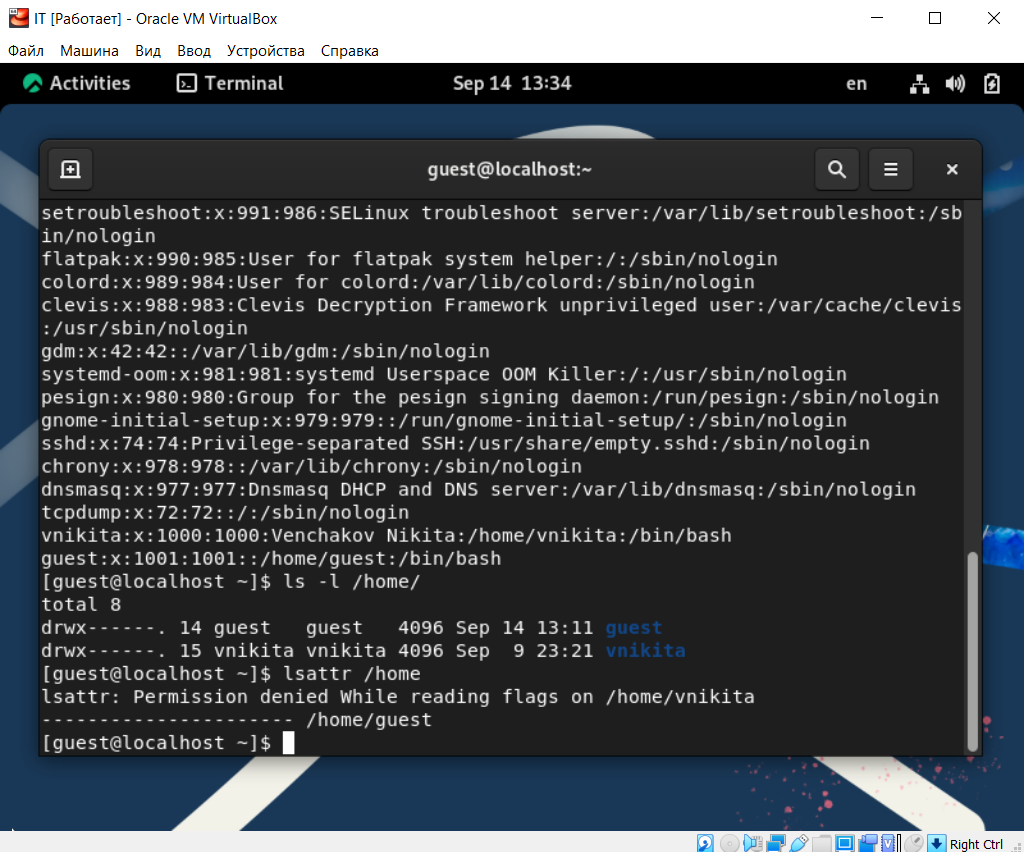 IT [Работает] - Oracle VM VirtualBox
Файл Машина Вид Ввод Устройства Справка
Activities Terminal Sep 14 13:34 en
guest@localhost:~
setroubleshoot:x:991:986:SELinux troubleshoot server:/var/lib/setroubleshoot:/sb
in/nologin
flatpak:x:990:985:User for flatpak system helper:/:/sbin/nologin
colord:x:989:984:User for colord:/var/lib/colord:/sbin/nologin
clevis:x:988:983:Clevis Decryption Framework unprivileged user:/var/cache/clevis
:/usr/sbin/nologin
gdm:x:42:42::/var/lib/gdm:/sbin/nologin
systemd-oom:x:981:981:systemd Userspace OOM Killer:/:/usr/sbin/nologin
pesign:x:980:980:Group for the pesign signing daemon:/run/pesign:/sbin/nologin
gnome-initial-setup:x:979:979::/run/gnome-initial-setup/:/sbin/nologin
sshd:x:74:74:Privilege-separated SSH:/usr/share/empty.sshd:/sbin/nologin
chrony:x:978:978::/var/lib/chrony:/sbin/nologin
dnsmasq:x:977:977:Dnsmasq DHCP and DNS server:/var/lib/dnsmasq:/sbin/nologin
tcpdump:x:72:72::/:/sbin/nologin
vnikita:x:1000:1000:Venchakov Nikita:/home/vnikita:/bin/bash
guest:x:1001:1001::/home/guest:/bin/bash
[guest@localhost ~]$ ls -l /home/
total 8
drwx------. 14 guest   guest   4096 Sep 14 13:11 guest
drwx------. 15 vnikita vnikita 4096 Sep  9 23:21 vnikita
[guest@localhost ~]$ lsattr /home
lsattr: Permission denied While reading flags on /home/vnikita
---------------------- /home/guest
[guest@localhost ~]$
Right Ctrl